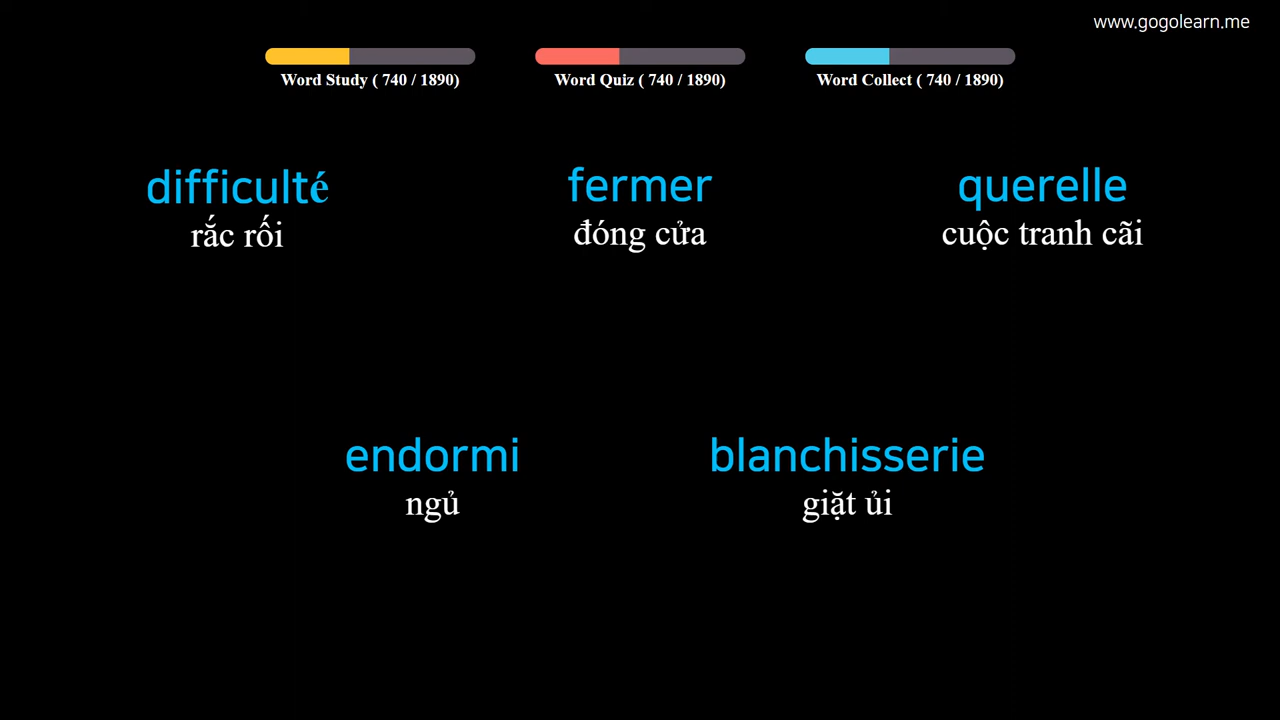 www.gogolearn.me
Word Study ( 740 / 1890)
Word Quiz ( 740 / 1890)
Word Collect ( 740 / 1890)
difficulté
rắc rối
fermer
đóng cửa
querelle
cuộc tranh cãi
endormi
ngủ
blanchisserie
giặt ủi